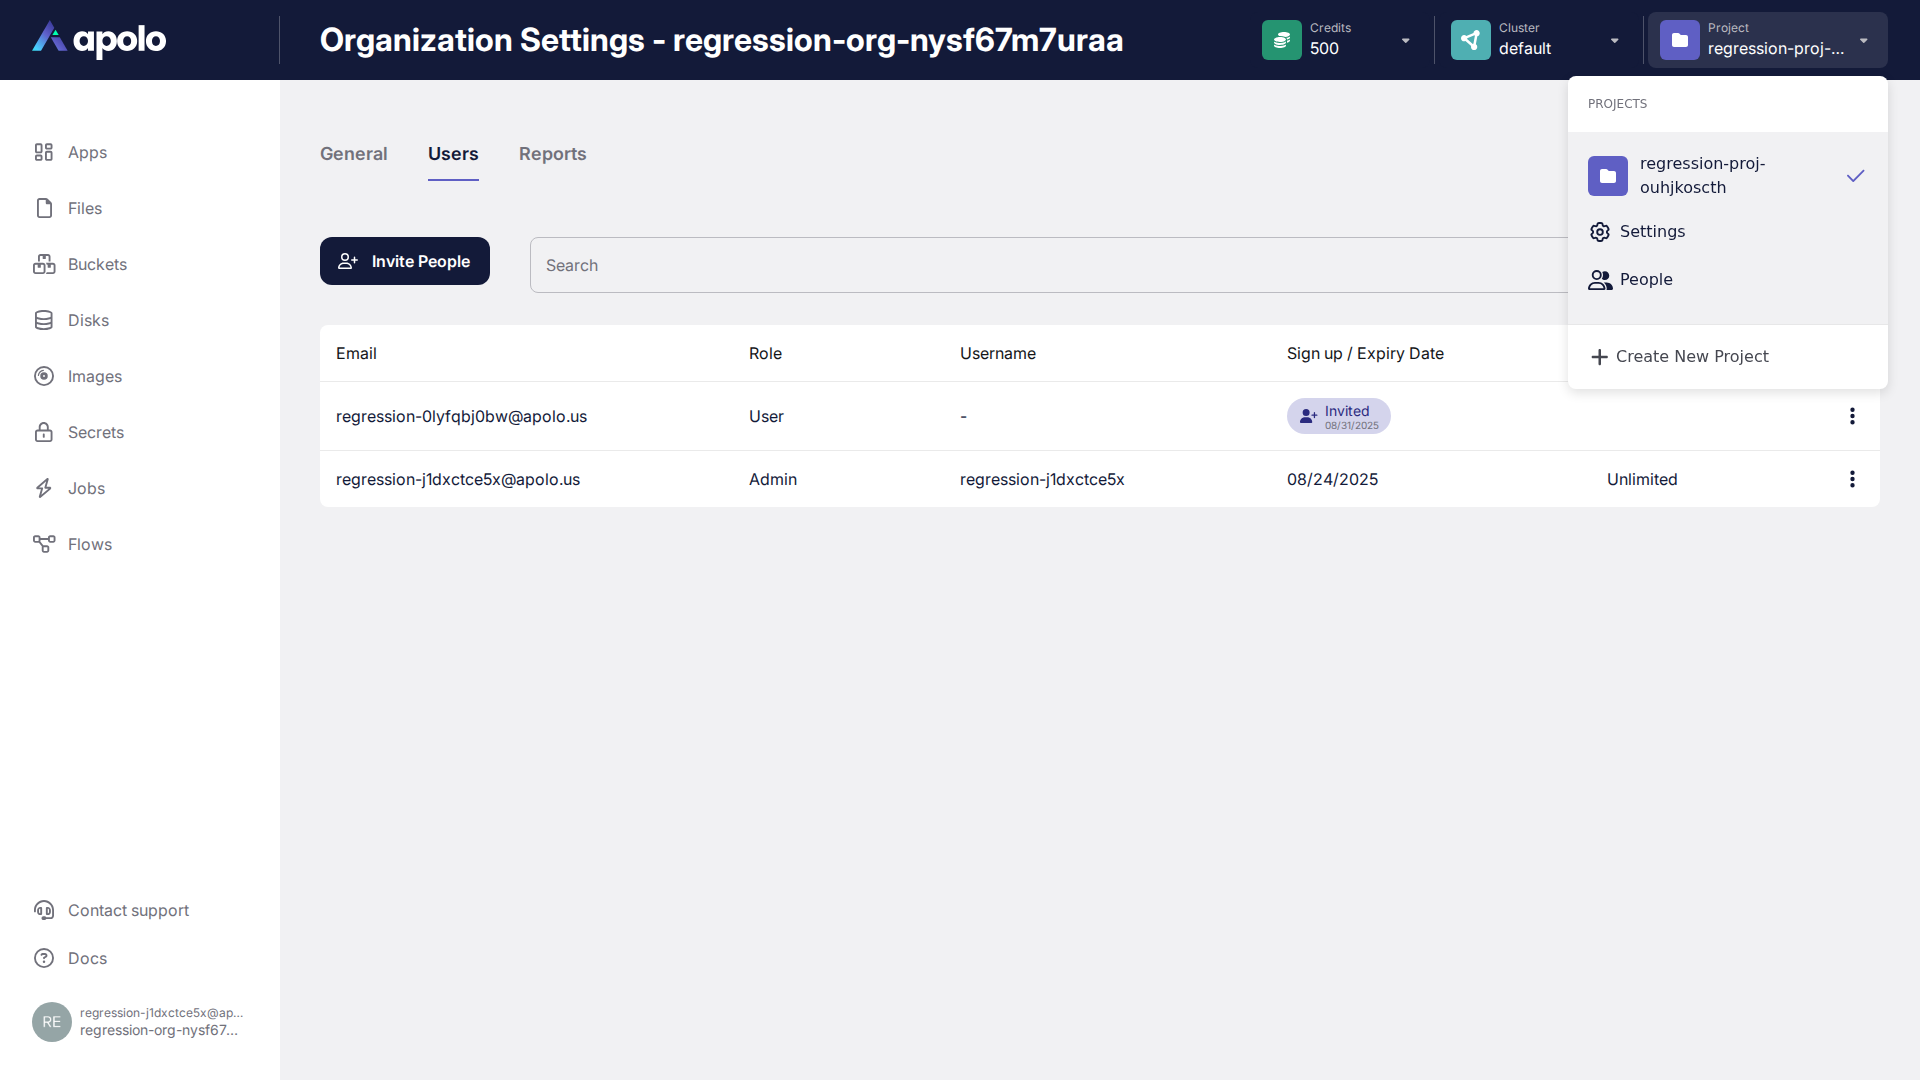 apolo
Organization Settings - regression-org-nysf67m7uraa
Credits
500
Cluster
default
Project
regression-proj-...
PROJECTS
regression-proj-
ouhjkoscth
Settings
People
Create New Project
Apps
Files
Buckets
Disks
Images
Secrets
Jobs
Flows
General Users Reports
Invite People
Search
Email Role Username Sign up / Expiry Date
regression-0lyfqbj0bw@apolo.us User - Invited
08/31/2025
regression-j1dxctce5x@apolo.us Admin regression-j1dxctce5x 08/24/2025 Unlimited
Contact support
Docs
RE
regression-j1dxctce5x@ap...
regression-org-nysf67...